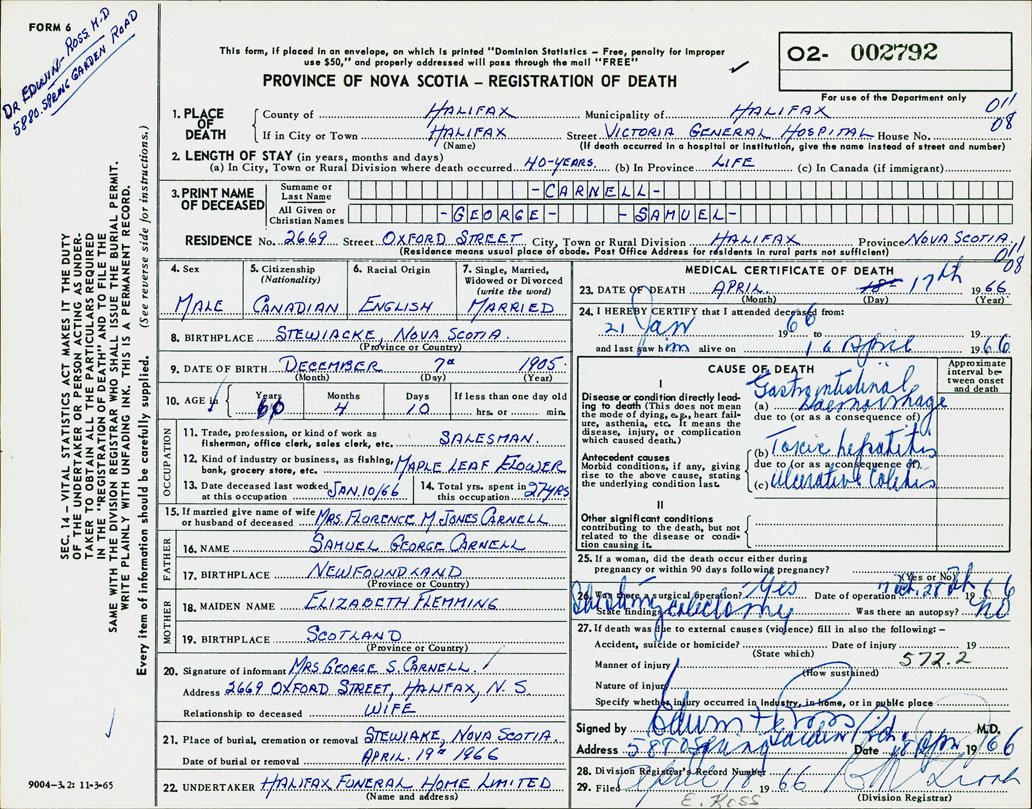 FORM 6
DR EDWIN ROSS. M.D
5880. SPRING GARDEN ROAD
This form, if placed in an envelope, on which is printed "Dominion Statistics – Free, penalty for improper
use $50," and properly addressed will pass through the mail "FREE"
PROVINCE OF NOVA SCOTIA – REGISTRATION OF DEATH
02- 002792
For use of the Department only
011
08
SEC. 14 – VITAL STATISTICS ACT MAKES IT THE DUTY
OF THE UNDERTAKER OR PERSON ACTING AS UNDER-
TAKER TO OBTAIN ALL THE PARTICULARS REQUIRED
IN THE "REGISTRATION OF DEATH" AND TO FILE THE
SAME WITH THE DIVISION REGISTRAR WHO SHALL ISSUE THE BURIAL PERMIT.
WRITE PLAINLY WITH UNFADING INK. THIS IS A PERMANENT RECORD.
Every item of information should be carefully supplied. (See reverse side for instructions.)
1. PLACE OF DEATH
County of HALIFAX Municipality of HALIFAX
If in City or Town HALIFAX Street VICTORIA GENERAL HOSPITAL House No.
(Name) (If death occurred in a hospital or institution, give the name instead of street and number)
2. LENGTH OF STAY (in years, months and days)
(a) In City, Town or Rural Division where death occurred 40-YEARS. (b) In Province LIFE (c) In Canada (if immigrant)
3. PRINT NAME OF DECEASED
Surname or Last Name -CARNELL-
All Given or Christian Names -GEORGE- -SAMUEL-
RESIDENCE No. 2669 Street OXFORD STREET City, Town or Rural Division HALIFAX Province NOVA SCOTIA.
(Residence means usual place of abode. Post Office Address for residents in rural parts not sufficient)
011
08
4. Sex MALE
5. Citizenship (Nationality) CANADIAN
6. Racial Origin ENGLISH
7. Single, Married, Widowed or Divorced (write the word) MARRIED
8. BIRTHPLACE STEWIACKE, NOVA SCOTIA.
(Province or Country)
9. DATE OF BIRTH DECEMBER 7th 1905.
(Month) (Day) (Year)
10. AGE in Years 60 Months 4 Days 10 If less than one day old
hrs. or min.
OCCUPATION
11. Trade, profession, or kind of work as
fisherman, office clerk, sales clerk, etc. SALESMAN.
12. Kind of industry or business, as fishing,
bank, grocery store, etc. MAPLE LEAF FLOWER
13. Date deceased last worked
at this occupation JAN. 10/66
14. Total yrs. spent in
this occupation 27 YRS
15. If married give name of wife
or husband of deceased MRS. FLORENCE M. JONES CARNELL
FATHER
16. NAME SAMUEL GEORGE CARNELL
17. BIRTHPLACE NEWFOUNDLAND
(Province or Country)
MOTHER
18. MAIDEN NAME ELIZABETH FLEMMING
19. BIRTHPLACE SCOTLAND
(Province or Country)
20. Signature of informant MRS GEORGE S. CARNELL.
Address 2669 OXFORD STREET, HALIFAX, N. S
Relationship to deceased WIFE
21. Place of burial, cremation or removal STEWIAKE, NOVA SCOTIA.
Date of burial or removal APRIL. 19th 1966
22. UNDERTAKER HALIFAX FUNERAL HOME LIMITED
(Name and address)
9004-3.2: 11-3-65
MEDICAL CERTIFICATE OF DEATH
23. DATE OF DEATH APRIL 18th 17th 1966
(Month) (Day) (Year)
24. I HEREBY CERTIFY that I attended deceased from:
21 Jan 1960 to
and last saw him alive on 16 April 1966
CAUSE OF DEATH
Approximate interval between onset and death
I
Disease or condition directly lead-
ing to death (This does not mean
the mode of dying, e.g., heart fail-
ure, asthenia, etc. It means the
disease, injury, or complication
which caused death.)
(a) Gastrointestinal haemorrhage
due to (or as a consequence of)
Antecedent causes
Morbid conditions, if any, giving
rise to the above cause, stating
the underlying condition last.
(b) Toxic hepatitis
due to (or as a consequence of)
(c) Ulcerative Colitis
II
Other significant conditions
contributing to the death, but not
related to the disease or condi-
tion causing it.
25. If a woman, did the death occur either during
pregnancy or within 90 days following pregnancy?
(Yes or No)
26. Was there a surgical operation? Yes Date of operation 28th 1966
State findings colectomy Was there an autopsy? no
27. If death was due to external causes (violence) fill in also the following:–
Accident, suicide or homicide? Date of injury 19
(State which) 572.2
Manner of injury
(How sustained)
Nature of injury
Specify whether injury occurred in industry, in home, or in public place
Signed by Edwin F Ross M.D.
Address 5880 Spring Garden Rd. Date 18 Apr 1966
28. Division Registrar's Record Number
29. Filed April 18 1966
(Division Registrar)
E. Ross